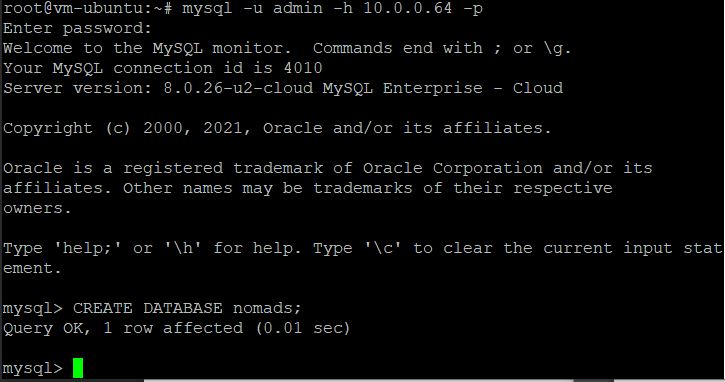 root@vm-ubuntu:~# mysql -u admin -h 10.0.0.64 -p
Enter password:
Welcome to the MySQL monitor.  Commands end with ; or \g.
Your MySQL connection id is 4010
Server version: 8.0.26-u2-cloud MySQL Enterprise - Cloud
Copyright (c) 2000, 2021, Oracle and/or its affiliates.
Oracle is a registered trademark of Oracle Corporation and/or its
affiliates. Other names may be trademarks of their respective
owners.
Type 'help;' or '\h' for help. Type '\c' to clear the current input stat
ement.
mysql> CREATE DATABASE nomads;
Query OK, 1 row affected (0.01 sec)
mysql>